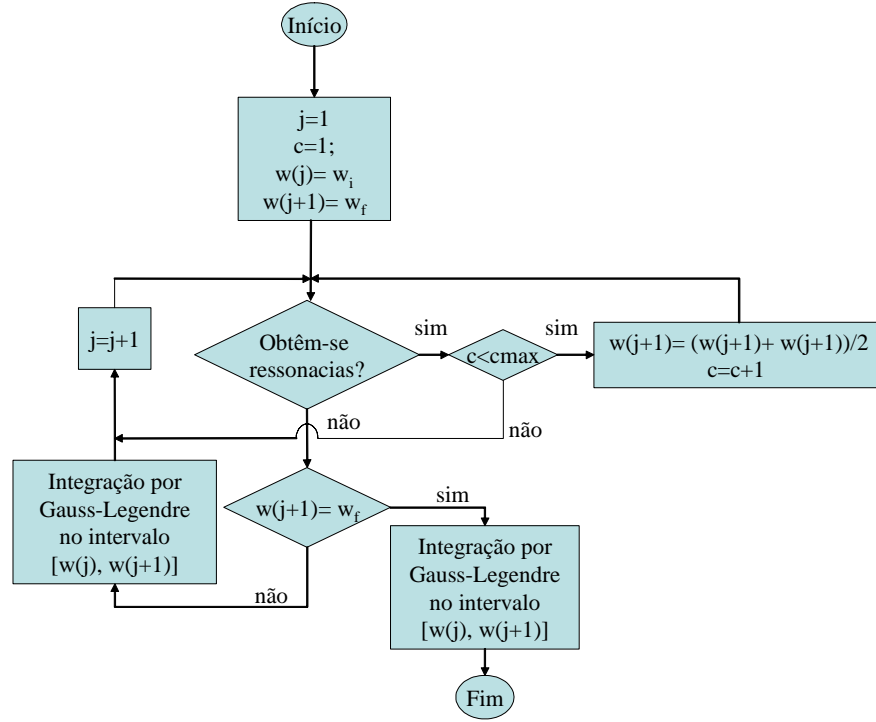 Início
j=1
c=1;
w(j)= wi
w(j+1)= wf
j=j+1
Obtêm-se
ressonacias?
sim
c<cmax
sim
w(j+1)= (w(j+1)+ w(j+1))/2
c=c+1
não
não
Integração por
Gauss-Legendre
no intervalo
[w(j), w(j+1)]
w(j+1)= wf
sim
não
Integração por
Gauss-Legendre
no intervalo
[w(j), w(j+1)]
Fim